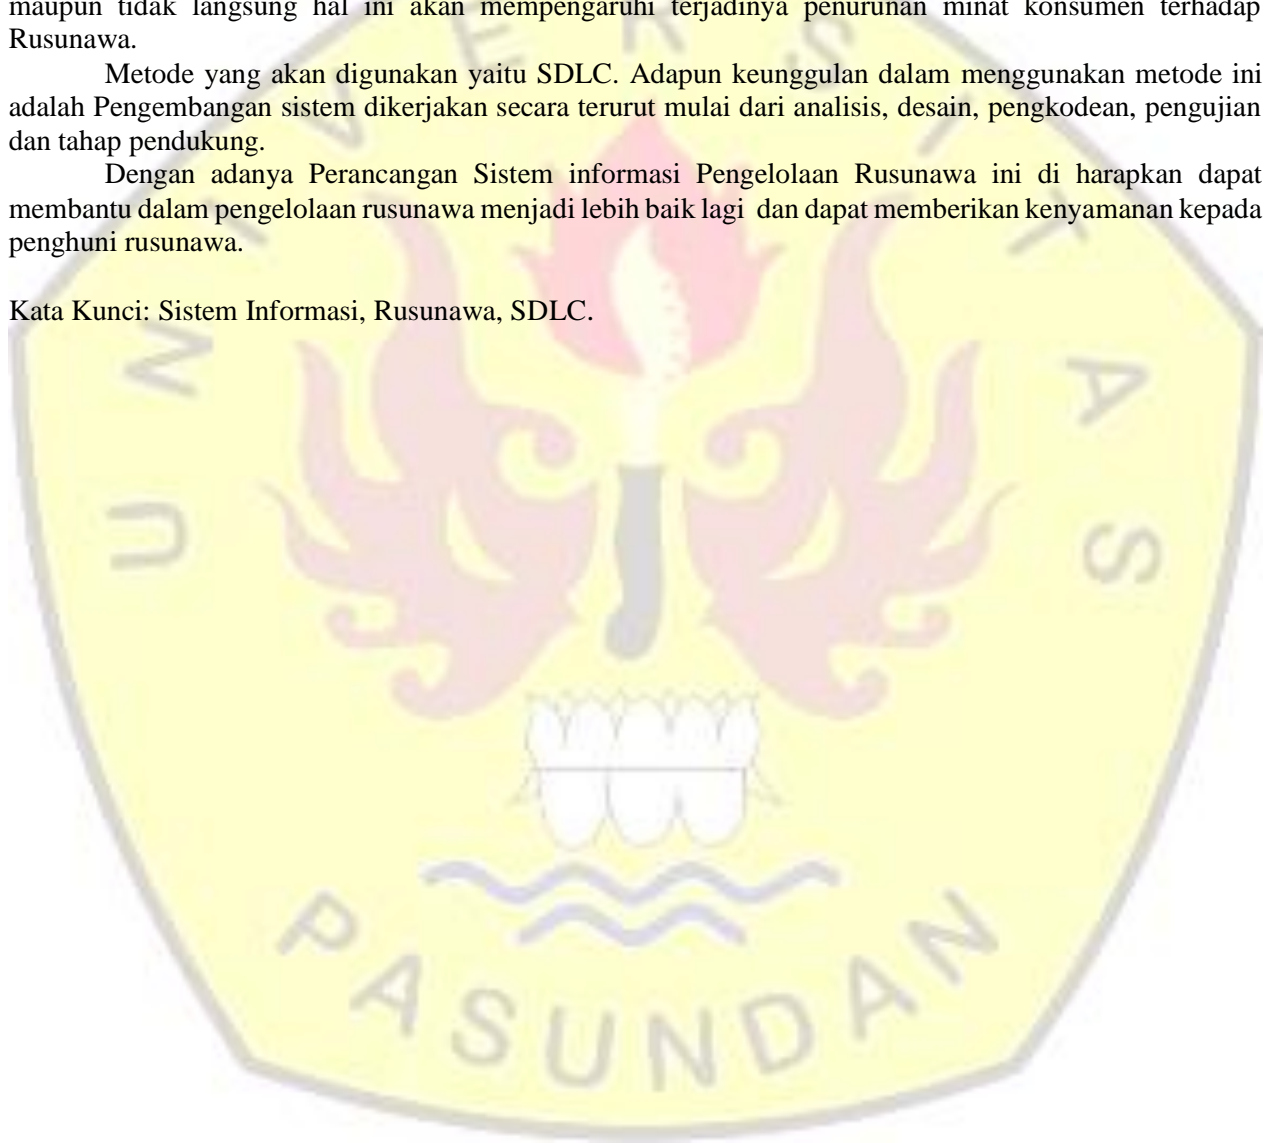 maupun tidak langsung hal ini akan mempengaruhi terjadinya penurunan minat konsumen terhadap
Rusunawa.
Metode yang akan digunakan yaitu SDLC. Adapun keunggulan dalam menggunakan metode ini
adalah Pengembangan sistem dikerjakan secara terurut mulai dari analisis, desain, pengkodean, pengujian
dan tahap pendukung.
Dengan adanya Perancangan Sistem informasi Pengelolaan Rusunawa ini di harapkan dapat
membantu dalam pengelolaan rusunawa menjadi lebih baik lagi dan dapat memberikan kenyamanan kepada
penghuni rusunawa.
Kata Kunci: Sistem Informasi, Rusunawa, SDLC.
UNIVERSITAS
PASUNDAN